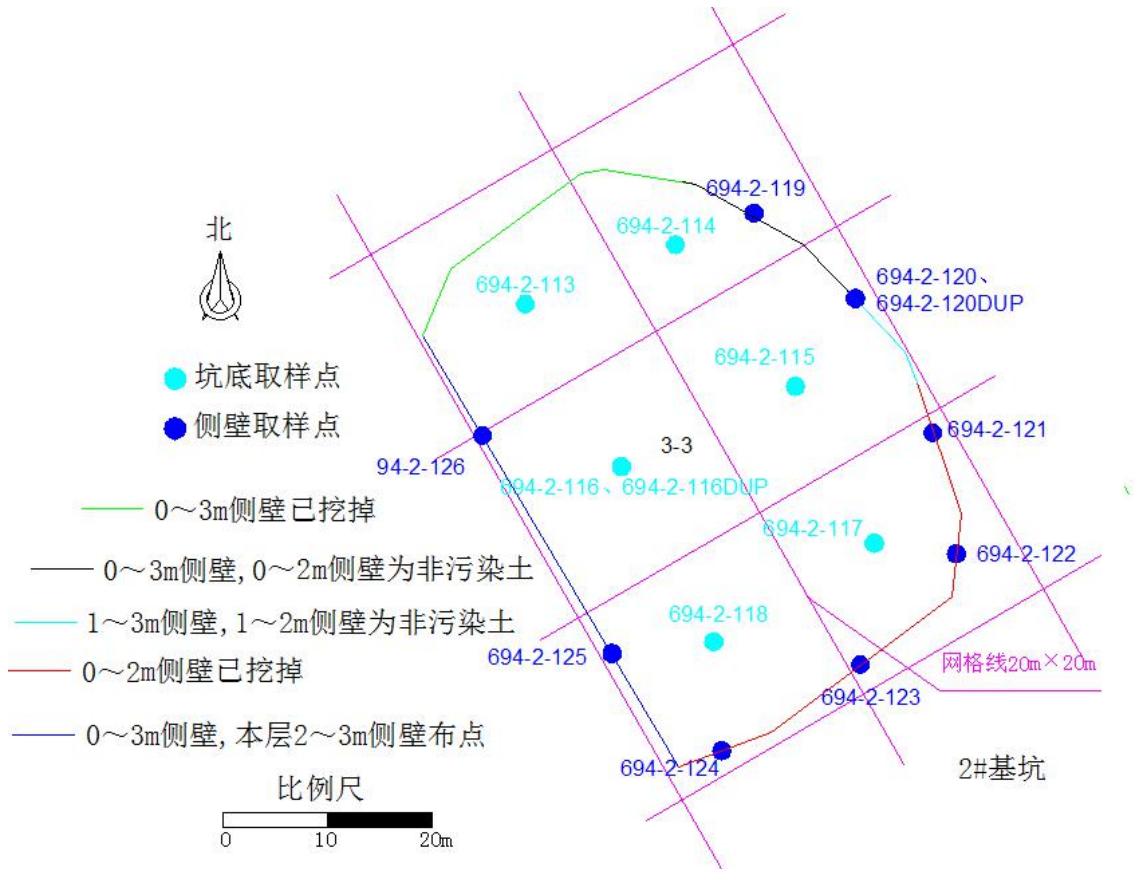 694-2-119
北
694-2-114
694-2-120、
694-2-120DUP
694-2-113
694-2-115
坑底取样点
侧壁取样点
694-2-121
3-3
94-2-126
694-2-116、694-2-116DUP
0～3m侧壁已挖掉
694-2-117
694-2-122
0～3m侧壁,0～2m侧壁为非污染土
1～3m侧壁,1～2m侧壁为非污染土
694-2-118
694-2-125
网格线20m×20m
0～2m侧壁已挖掉
694-2-123
0～3m侧壁,本层2～3m侧壁布点
694-2-124
2#基坑
比例尺
0 10 20m